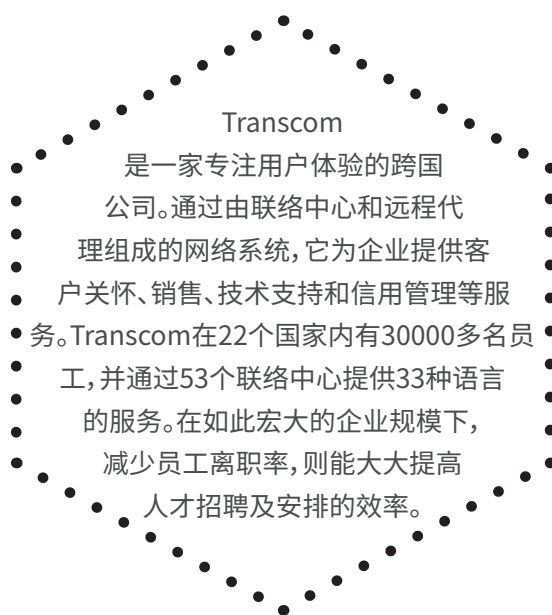 Transcom
是一家专注用户体验的跨国
公司。通过由联络中心和远程代
理组成的网络系统,它为企业提供客
户关怀、销售、技术支持和信用管理等服
务。Transcom在22个国家内有30000多名员
工,并通过53个联络中心提供33种语言
的服务。在如此宏大的企业规模下,
减少员工离职率,则能大大提高
人才招聘及安排的效率。